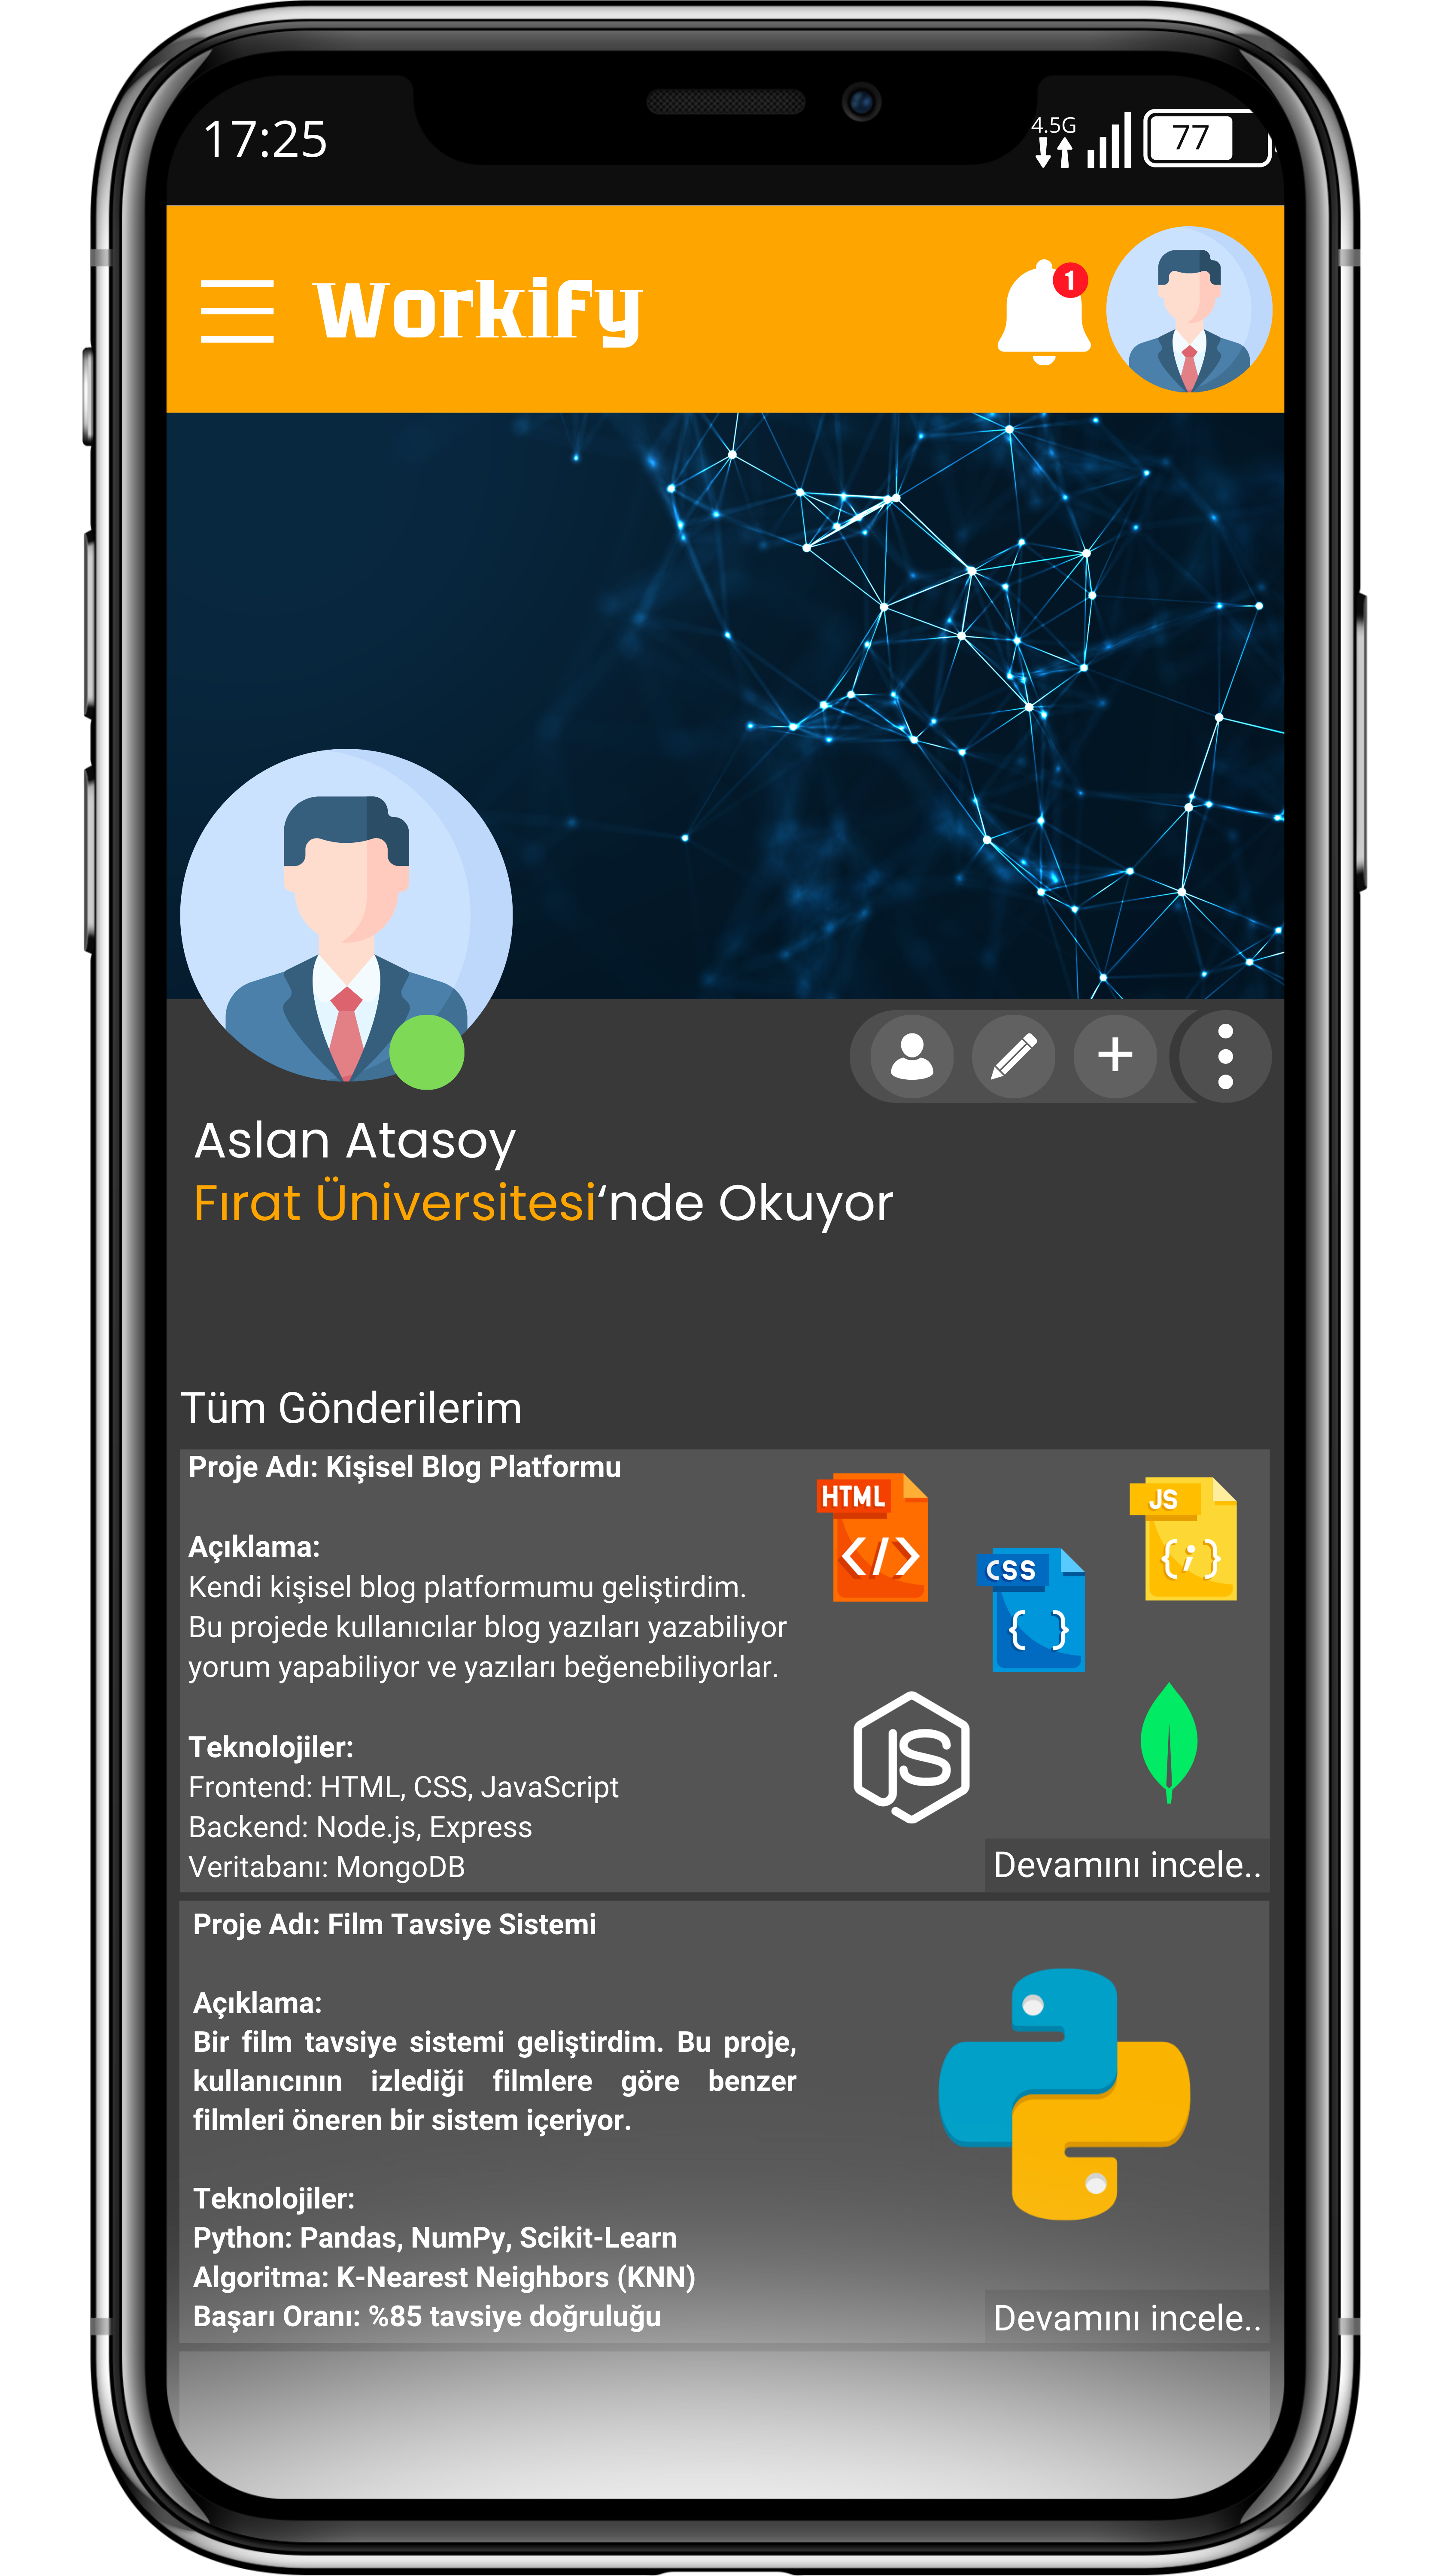 17:25
4.5G
77
Workify
1
Aslan Atasoy
Fırat Üniversitesi‘nde Okuyor
Tüm Gönderilerim
Proje Adı: Kişisel Blog Platformu
Açıklama:
Kendi kişisel blog platformumu geliştirdim.
Bu projede kullanıcılar blog yazıları yazabiliyor
yorum yapabiliyor ve yazıları beğenebiliyorlar.
Teknolojiler:
Frontend: HTML, CSS, JavaScript
Backend: Node.js, Express
Veritabanı: MongoDB
HTML
</>
JS
{;}
CSS
{ }
JS
Devamını incele..
Proje Adı: Film Tavsiye Sistemi
Açıklama:
Bir film tavsiye sistemi geliştirdim. Bu proje,
kullanıcının izlediği filmlere göre benzer
filmleri öneren bir sistem içeriyor.
Teknolojiler:
Python: Pandas, NumPy, Scikit-Learn
Algoritma: K-Nearest Neighbors (KNN)
Başarı Oranı: %85 tavsiye doğruluğu
Devamını incele..